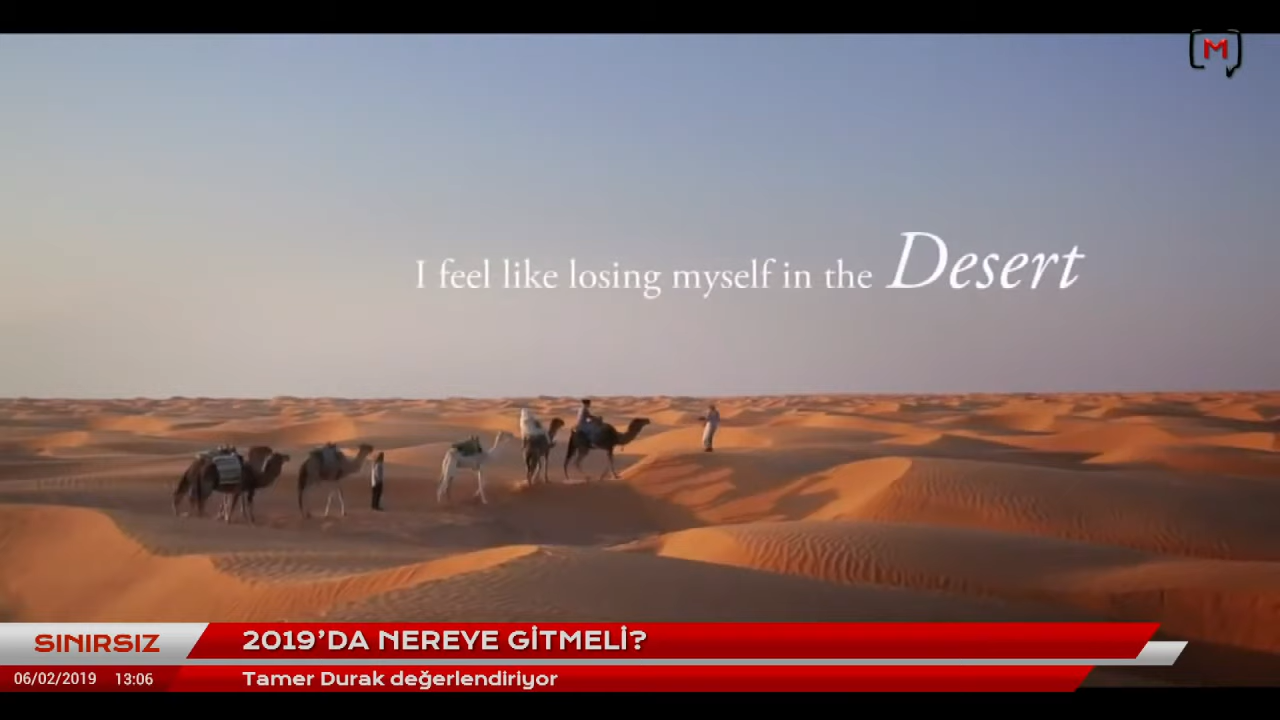 M
I feel like losing myself in the Desert
SINIRSIZ
2019'DA NEREYE GİTMELİ?
06/02/2019 13:06
Tamer Durak değerlendiriyor